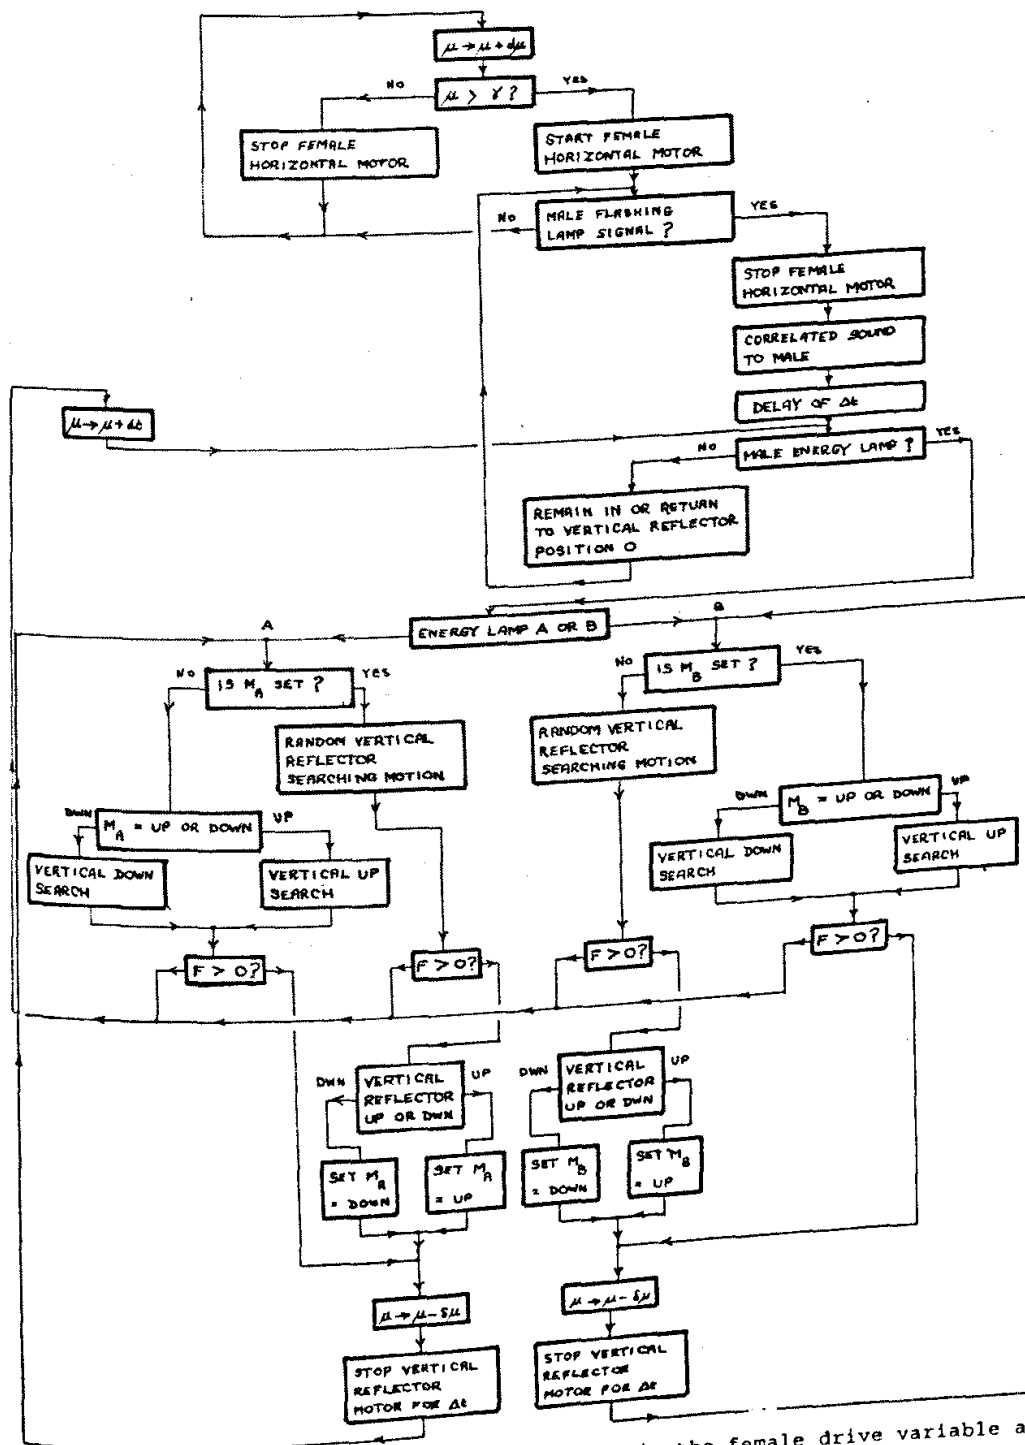 μ → μ + dμ
μ > γ ?
NO
YES
STOP FEMALE
HORIZONTAL MOTOR
START FEMALE
HORIZONTAL MOTOR
NO
MALE FLASHING
LAMP SIGNAL ?
YES
STOP FEMALE
HORIZONTAL MOTOR
CORRELATED SOUND
TO MALE
DELAY OF Δt
μ → μ + dt
NO
MALE ENERGY LAMP ?
YES
REMAIN IN OR RETURN
TO VERTICAL REFLECTOR
POSITION 0
A
ENERGY LAMP A OR B
B
NO
IS M_A SET ?
YES
NO
IS M_B SET ?
YES
RANDOM VERTICAL
REFLECTOR
SEARCHING MOTION
RANDOM VERTICAL
REFLECTOR
SEARCHING MOTION
DWN
M_A = UP OR DOWN
UP
DWN
M_B = UP OR DOWN
UP
VERTICAL DOWN
SEARCH
VERTICAL UP
SEARCH
VERTICAL DOWN
SEARCH
VERTICAL UP
SEARCH
F > 0?
F > 0?
F > 0?
F > 0?
DWN
VERTICAL
REFLECTOR
UP OR DWN
UP
DWN
VERTICAL
REFLECTOR
UP OR DWN
UP
SET M_A
= DOWN
SET M_A
= UP
SET M_B
= DOWN
SET M_B
= UP
μ → μ - δμ
μ → μ - δμ
STOP VERTICAL
REFLECTOR
MOTOR FOR Δt
STOP VERTICAL
REFLECTOR
MOTOR FOR Δt
the female drive variable a